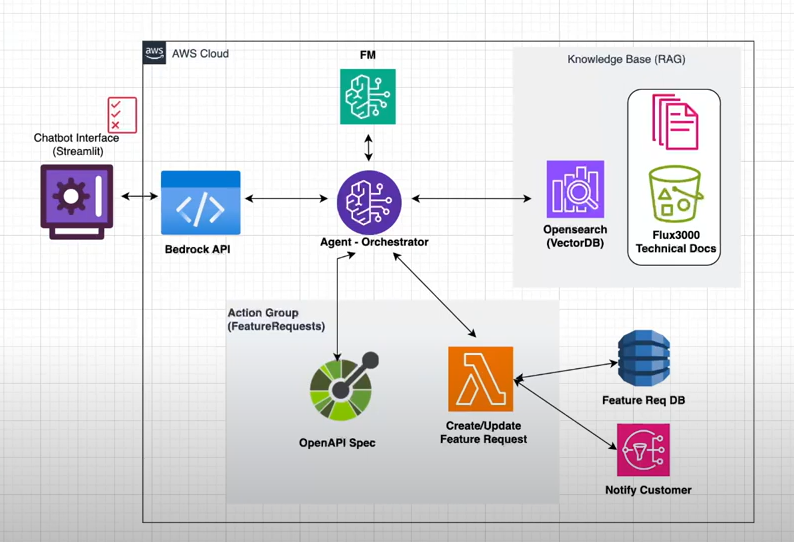 aws
AWS Cloud
FM
Knowledge Base (RAG)
Chatbot Interface
(Streamlit)
Bedrock API
Agent - Orchestrator
Opensearch
(VectorDB)
Flux3000
Technical Docs
Action Group
(FeatureRequests)
OpenAPI Spec
Create/Update
Feature Request
Feature Req DB
Notify Customer